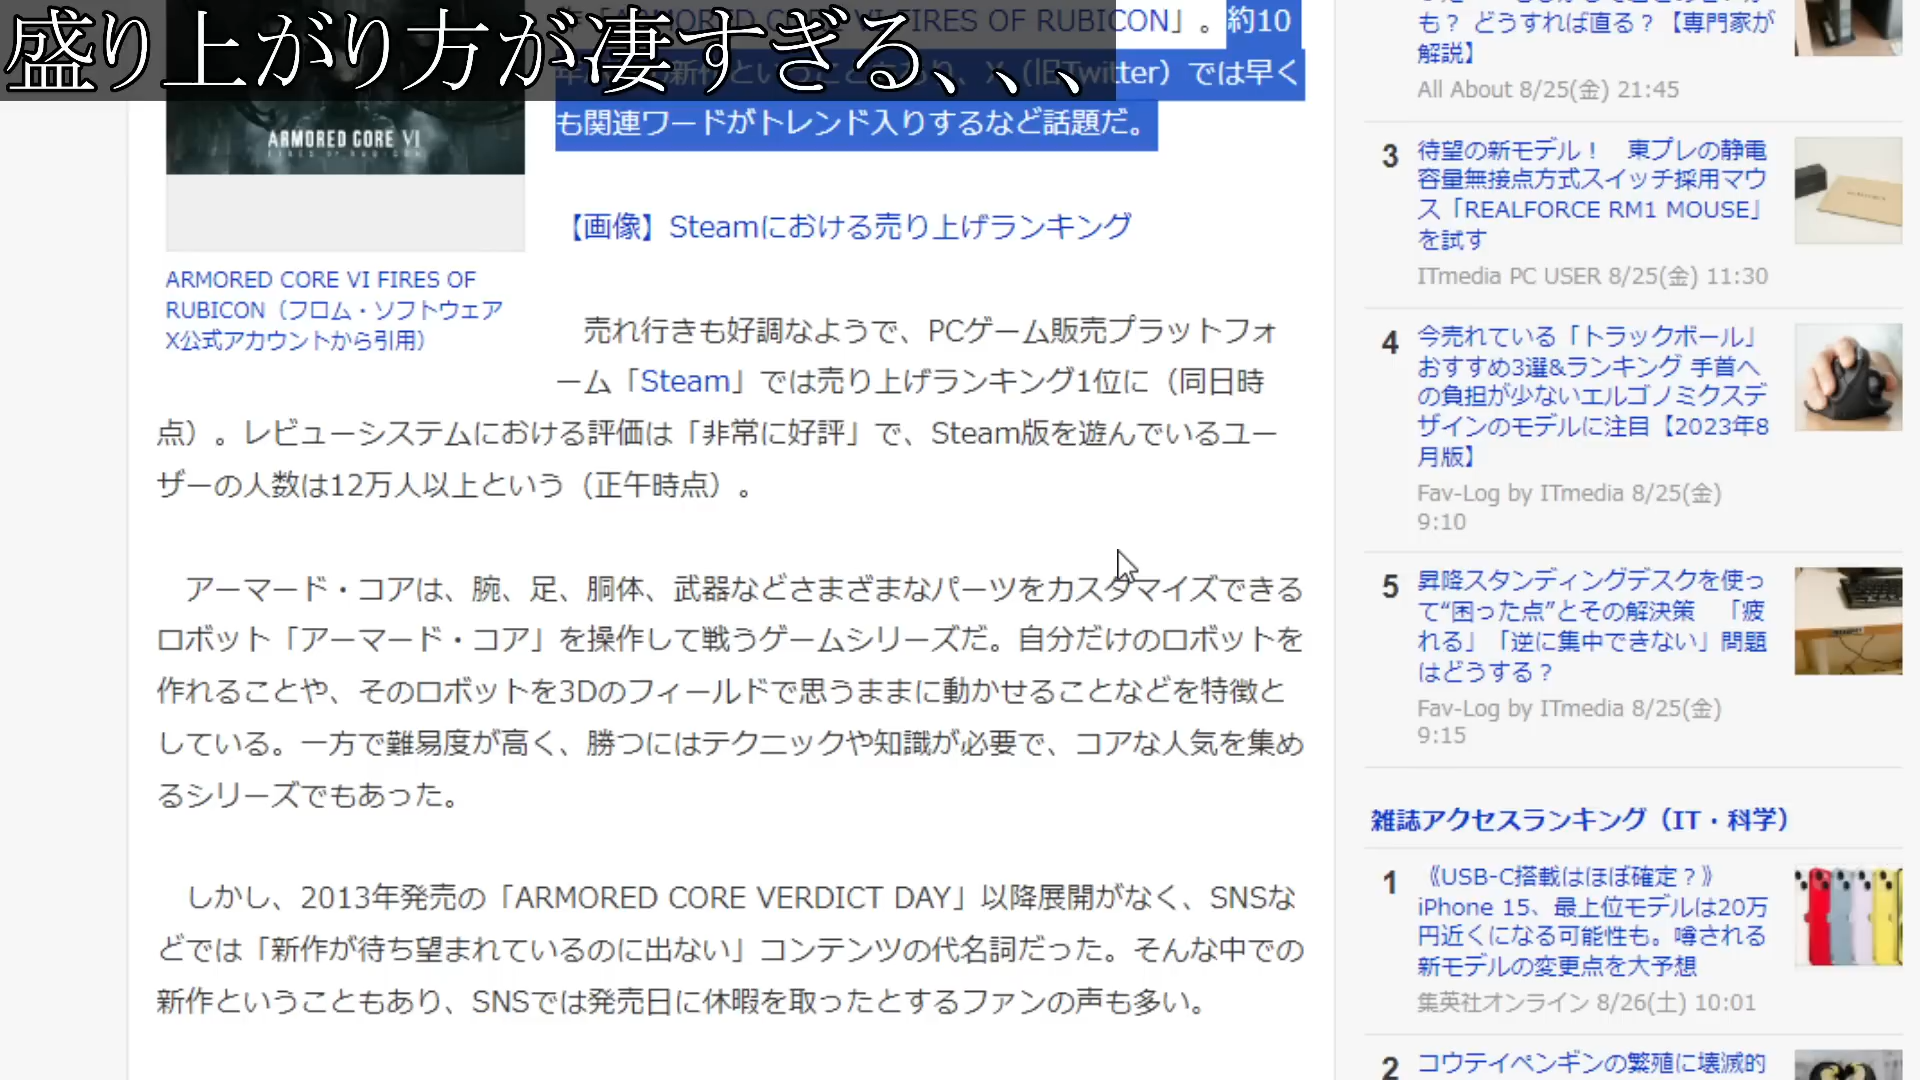 盛り上がり方が凄すぎる、、、
ARMORED CORE VI FIRES OF RUBICON」。約10
年ぶりの新作ということもあり、X（旧Twitter）では早く
も関連ワードがトレンド入りするなど話題だ。
ARMORED CORE VI
FIRES OF RUBICON
【画像】Steamにおける売り上げランキング
ARMORED CORE VI FIRES OF
RUBICON（フロム・ソフトウェア
X公式アカウントから引用）
売れ行きも好調なようで、PCゲーム販売プラットフォ
ーム「Steam」では売り上げランキング1位に（同日時
点）。レビューシステムにおける評価は「非常に好評」で、Steam版を遊んでいるユー
ザーの人数は12万人以上という（正午時点）。
アーマード・コアは、腕、足、胴体、武器などさまざまなパーツをカスタマイズできる
ロボット「アーマード・コア」を操作して戦うゲームシリーズだ。自分だけのロボットを
作れることや、そのロボットを3Dのフィールドで思うままに動かせることなどを特徴と
している。一方で難易度が高く、勝つにはテクニックや知識が必要で、コアな人気を集め
るシリーズでもあった。
しかし、2013年発売の「ARMORED CORE VERDICT DAY」以降展開がなく、SNSな
どでは「新作が待ち望まれているのに出ない」コンテンツの代名詞だった。そんな中での
新作ということもあり、SNSでは発売日に休暇を取ったとするファンの声も多い。
も？ どうすれば直る？【専門家が
解説】
All About 8/25(金) 21:45
3
待望の新モデル！ 東プレの静電
容量無接点方式スイッチ採用マウ
ス「REALFORCE RM1 MOUSE」
を試す
ITmedia PC USER 8/25(金) 11:30
4
今売れている「トラックボール」
おすすめ3選&ランキング 手首へ
の負担が少ないエルゴノミクスデ
ザインのモデルに注目【2023年8
月版】
Fav-Log by ITmedia 8/25(金)
9:10
5
昇降スタンディングデスクを使っ
て“困った点”とその解決策 「疲
れる」「逆に集中できない」問題
はどうする？
Fav-Log by ITmedia 8/25(金)
9:15
雑誌アクセスランキング（IT・科学）
1
《USB-C搭載はほぼ確定？》
iPhone 15、最上位モデルは20万
円近くになる可能性も。噂される
新モデルの変更点を大予想
集英社オンライン 8/26(土) 10:01
2
コウテイペンギンの繁殖に壊滅的